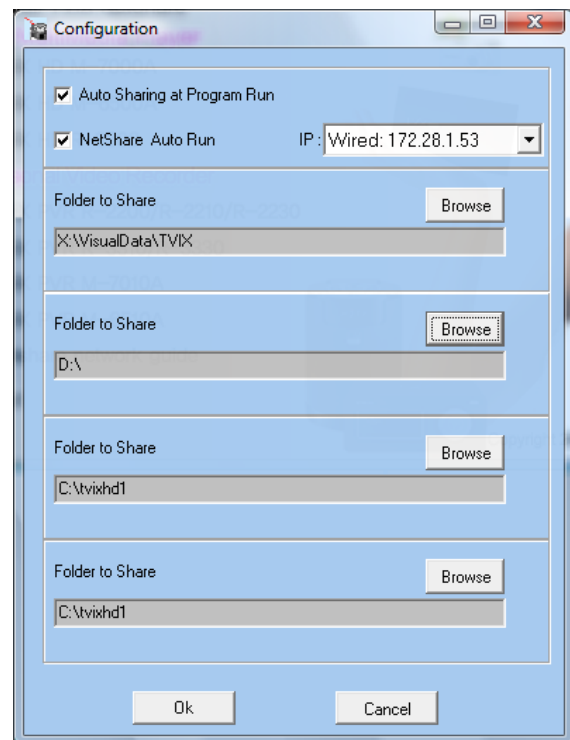 Configuration
Auto Sharing at Program Run
NetShare Auto Run IP : Wired: 172.28.1.53
Folder to Share Browse
X:\VisualData\TVIX
Folder to Share Browse
D:\
Folder to Share Browse
C:\tvixhd1
Folder to Share Browse
C:\tvixhd1
Ok Cancel